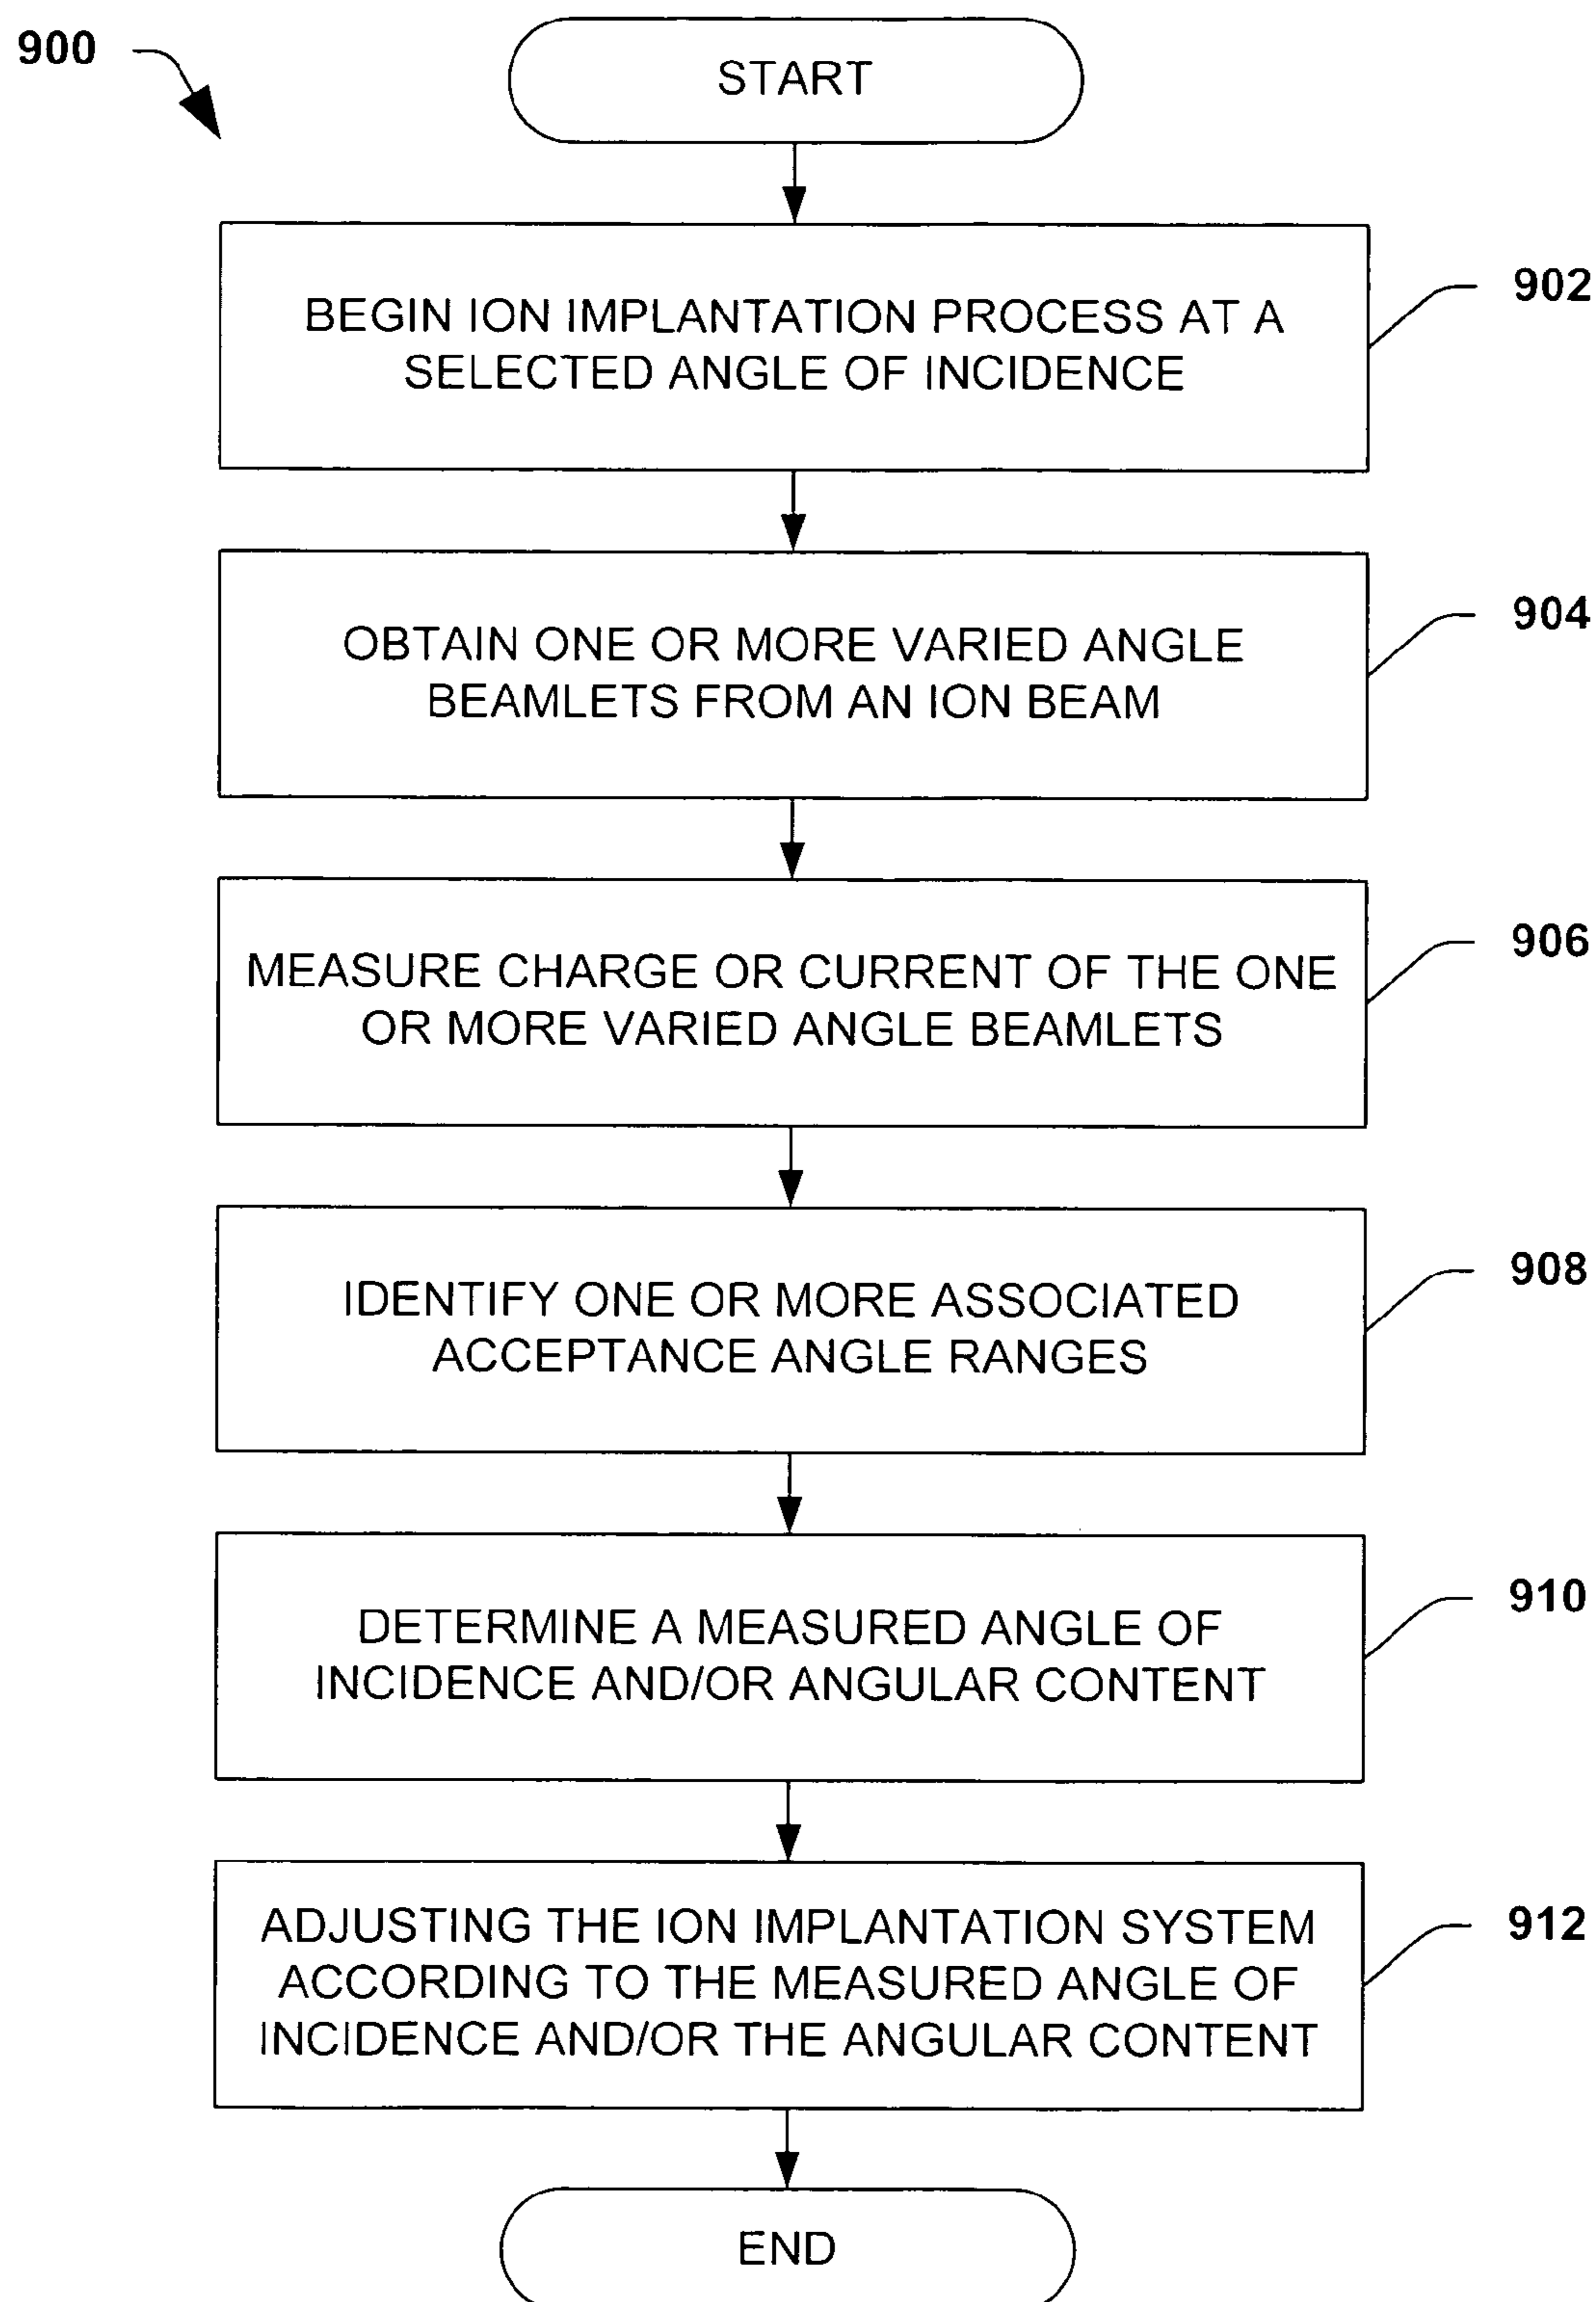 900
START
BEGIN ION IMPLANTATION PROCESS AT A
SELECTED ANGLE OF INCIDENCE
902
OBTAIN ONE OR MORE VARIED ANGLE
BEAMLETS FROM AN ION BEAM
904
MEASURE CHARGE OR CURRENT OF THE ONE
OR MORE VARIED ANGLE BEAMLETS
906
IDENTIFY ONE OR MORE ASSOCIATED
ACCEPTANCE ANGLE RANGES
908
DETERMINE A MEASURED ANGLE OF
INCIDENCE AND/OR ANGULAR CONTENT
910
ADJUSTING THE ION IMPLANTATION SYSTEM
ACCORDING TO THE MEASURED ANGLE OF
INCIDENCE AND/OR THE ANGULAR CONTENT
912
END